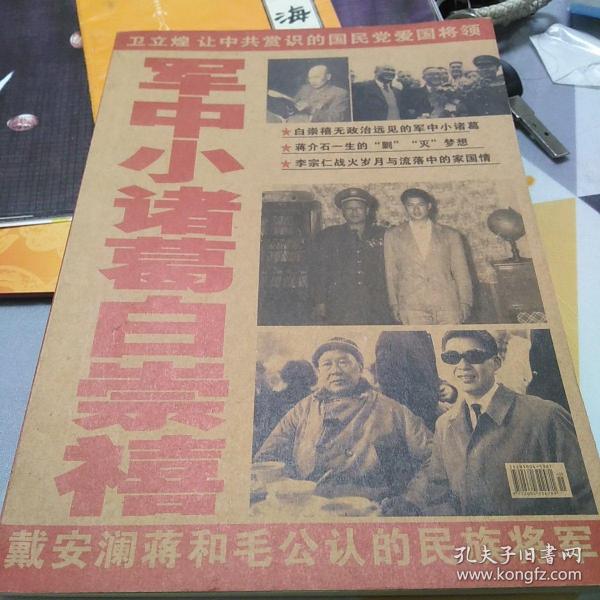 海
卫立煌 让中共赏识的国民党爱国将领
军中小诸葛白崇禧
★白崇禧无政治远见的军中小诸葛
★蒋介石一生的“剿”“灭”梦想
★李宗仁战火岁月与流落中的家国情
戴安澜蒋和毛公认的民族将军
孔夫子旧书网
www.kongfz.com